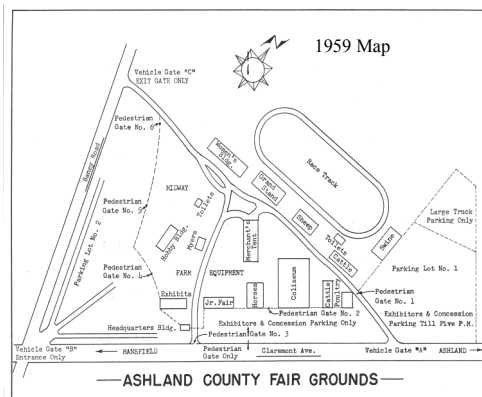 1959 Map
Vehicle Gate "C"
EXIT GATE ONLY
Pedestrian
Gate No. 6
Women's
Bldg.
Race Track
Grand
Stand
Baney Road
MIDWAY
Toilets
Sheep
Pedestrian
Gate No. 5
Parking Lot No. 2
Hobby Bldg.
Myers
Merchant's
Tent
Toilets
Cattle
Swine
Large Truck
Parking Only
Pedestrian
Gate No. 4
FARM
EQUIPMENT
Coliseum
Parking Lot No. 1
Exhibits
Jr. Fair
Horses
Cattle
Poultry
Pedestrian
Gate No. 1
Pedestrian Gate No. 2
Headquarters Bldg.
Exhibitors & Concession Parking Only
Exhibitors & Concession
Parking Till Five P.M.
Pedestrian Gate No. 3
Vehicle Gate "B"
Entrance Only
MANSFIELD
Pedestrian
Gate Only
Claremont Ave.
Vehicle Gate "A"
ASHLAND
ASHLAND COUNTY FAIR GROUNDS